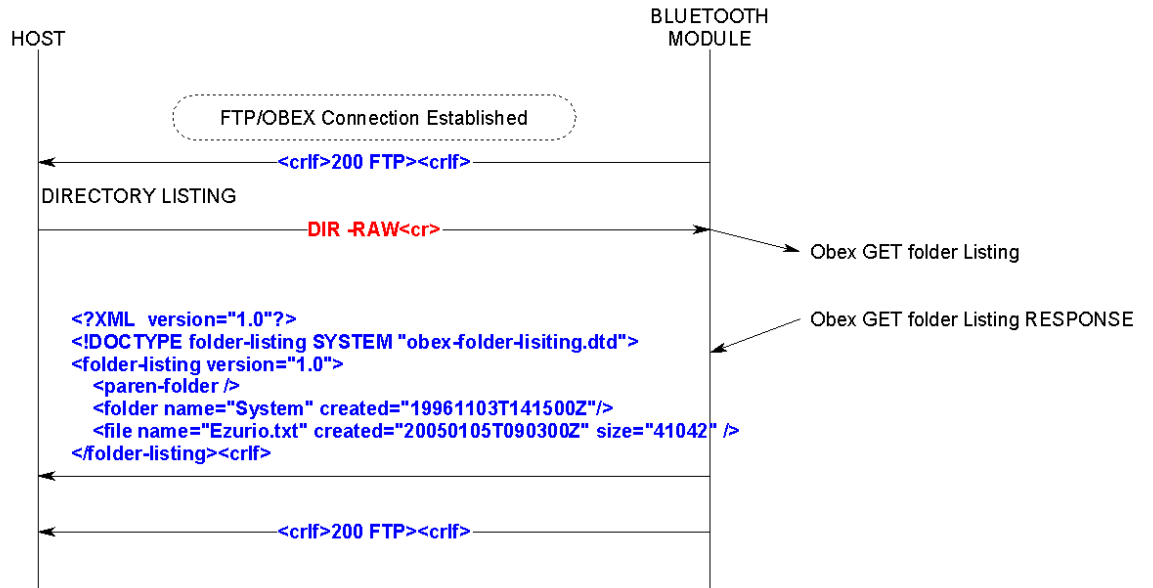 HOST
BLUETOOTH
MODULE
FTP/OBEX Connection Established
<crlf>200 FTP><crlf>
DIRECTORY LISTING
DIR -RAW<cr>
Obex GET folder Listing
Obex GET folder Listing RESPONSE
<?XML version="1.0"?>
<!DOCTYPE folder-listing SYSTEM "obex-folder-lisiting.dtd">
<folder-listing version="1.0">
<paren-folder />
<folder name="System" created="19961103T141500Z"/>
<file name="Ezurio.txt" created="20050105T090300Z" size="41042" />
</folder-listing><crlf>
<crlf>200 FTP><crlf>